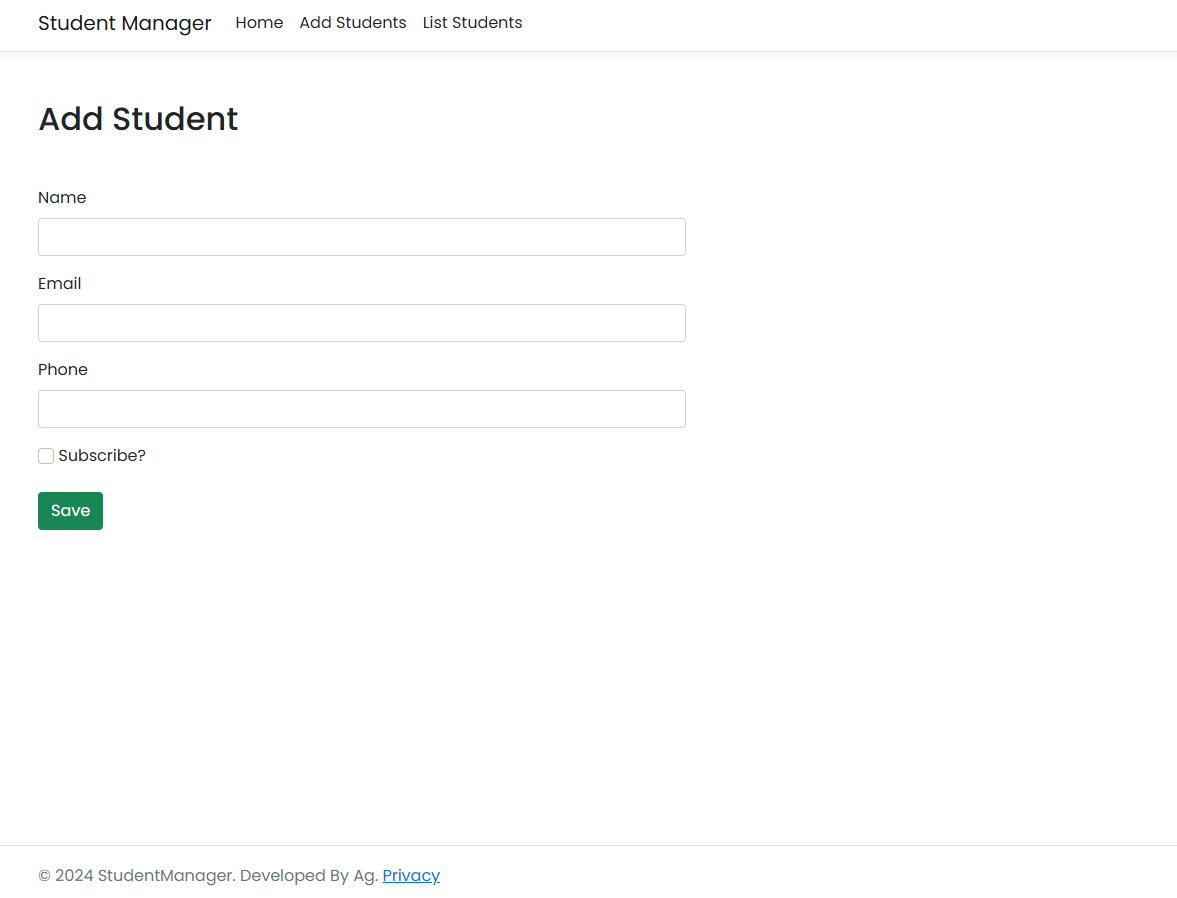 Student Manager Home Add Students List Students
Add Student
Name
Email
Phone
Subscribe?
Save
© 2024 StudentManager. Developed By Ag. Privacy